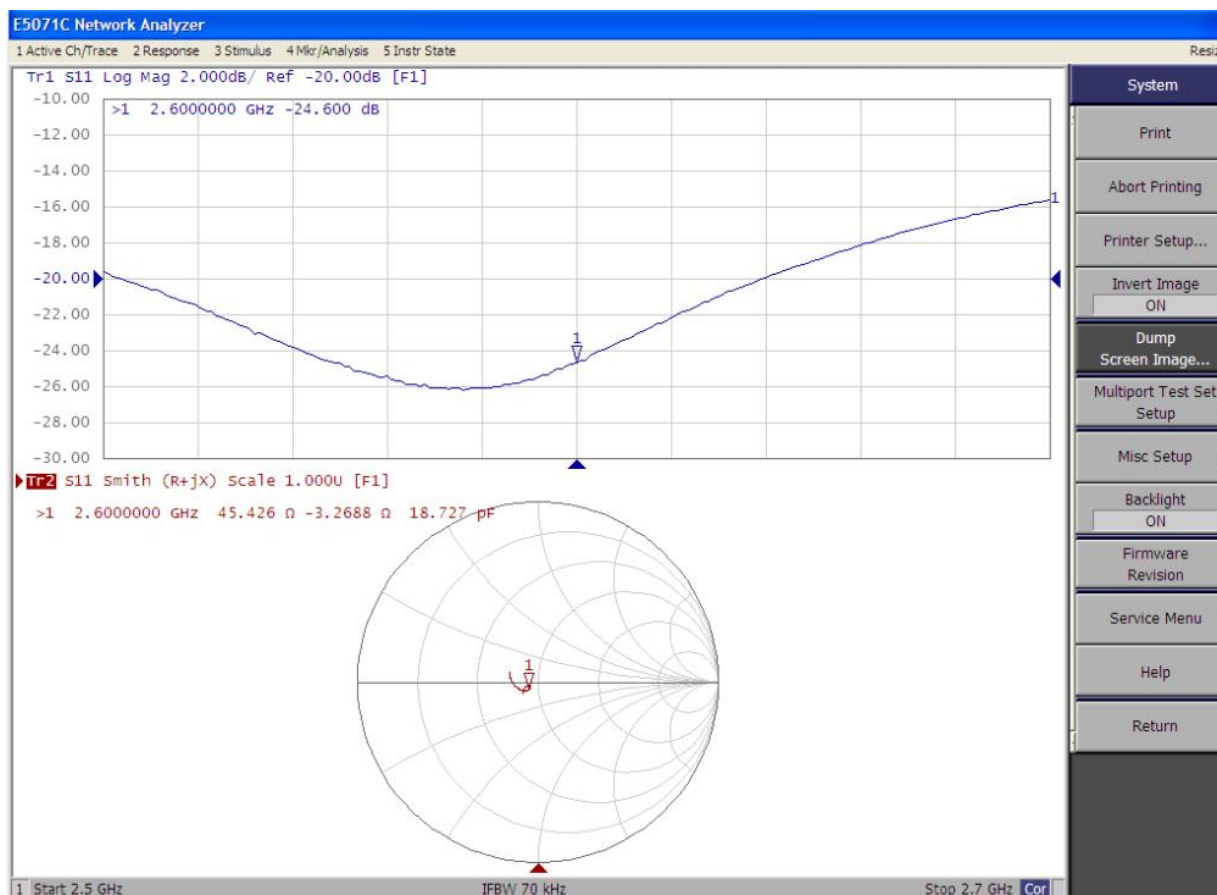 E5071C Network Analyzer
1 Active Ch/Trace 2 Response 3 Stimulus 4 Mkr/Analysis 5 Instr State
Resiz
Tr1 S11 Log Mag 2.000dB/ Ref -20.00dB [F1]
-10.00
>1 2.6000000 GHz -24.600 dB
-12.00
-14.00
-16.00
-18.00
-20.00
-22.00
-24.00
-26.00
-28.00
-30.00
1
1
Tr2 S11 Smith (R+jX) Scale 1.000U [F1]
>1 2.6000000 GHz 45.426 Ω -3.2688 Ω 18.727 pF
1
System
Print
Abort Printing
Printer Setup...
Invert Image
ON
Dump
Screen Image...
Multiport Test Set
Setup
Misc Setup
Backlight
ON
Firmware
Revision
Service Menu
Help
Return
1 Start 2.5 GHz IFBW 70 kHz Stop 2.7 GHz Cor